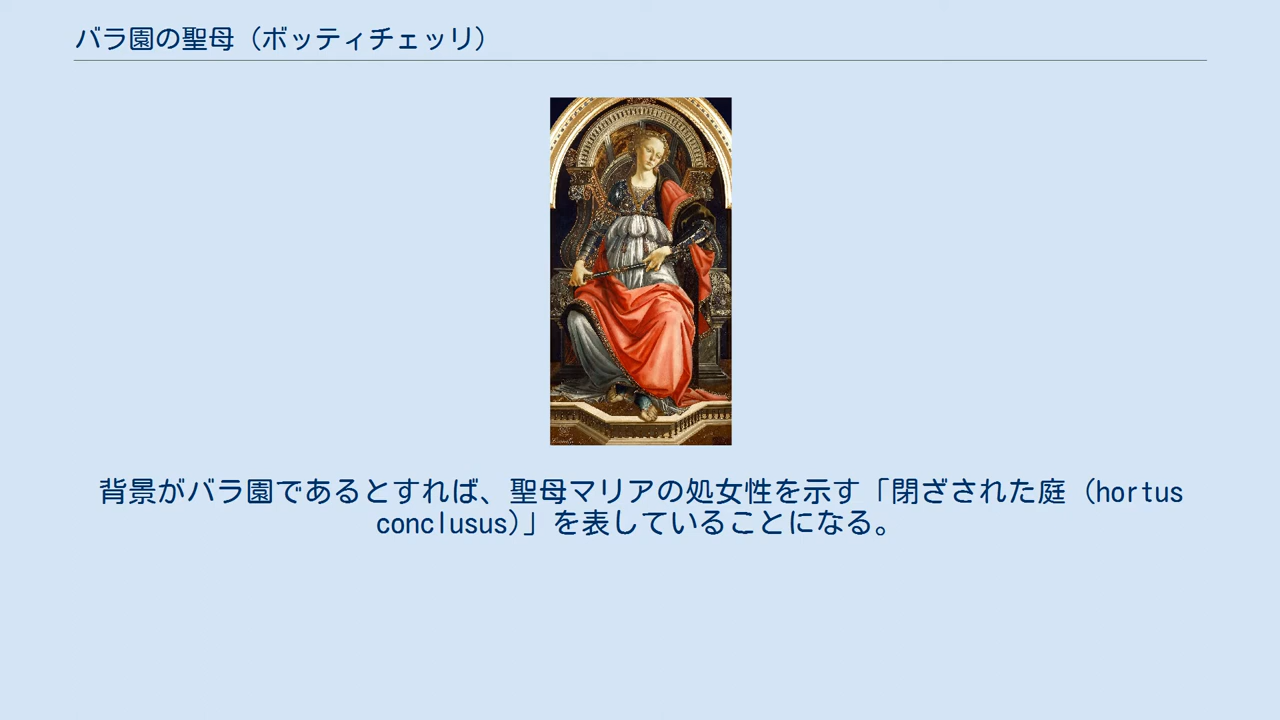 バラ園の聖母（ボッティチェッリ）
背景がバラ園であるとすれば、聖母マリアの処女性を示す「閉ざされた庭（hortus
conclusus)」を表していることになる。